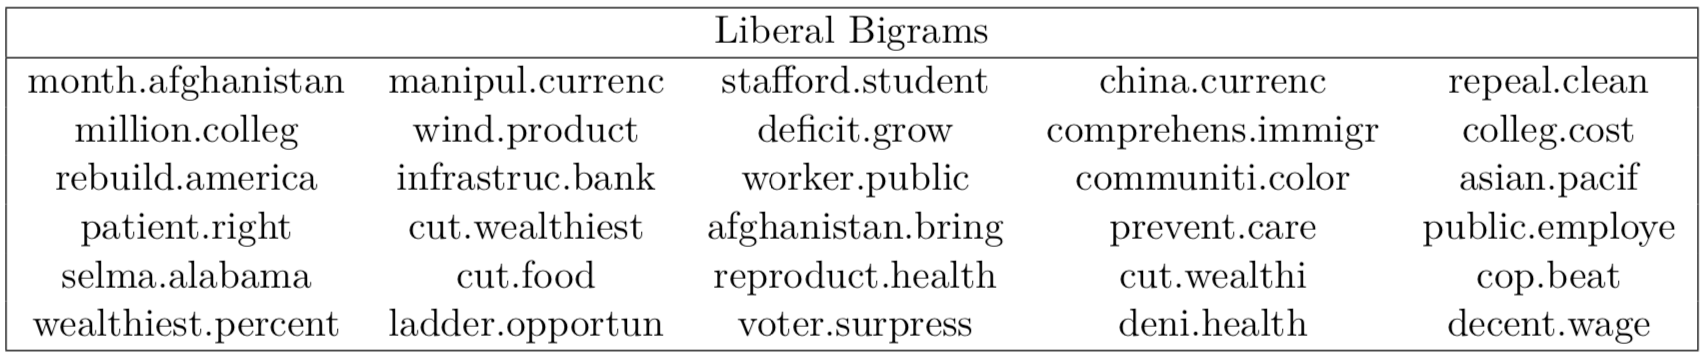 Liberal Bigrams
month.afghanistan manipul.currenc stafford.student china.currenc repeal.clean
million.colleg wind.product deficit.grow comprehens.immigr colleg.cost
rebuild.america infrastruc.bank worker.public communiti.color asian.pacif
patient.right cut.wealthiest afghanistan.bring prevent.care public.employe
selma.alabama cut.food reproduct.health cut.wealthi cop.beat
wealthiest.percent ladder.opportun voter.surpress deni.health decent.wage